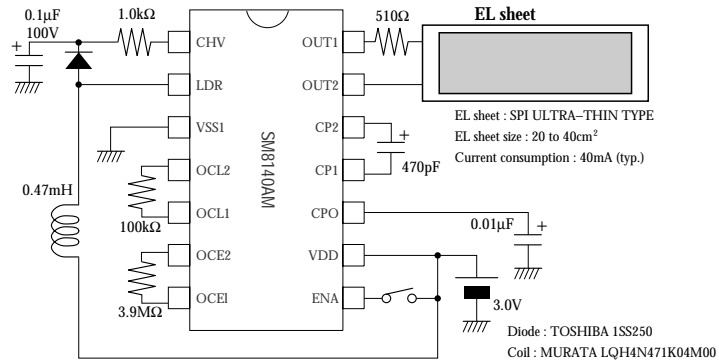 0.1μF
100V
+
1.0kΩ
510Ω
EL sheet
CHV
OUT1
LDR
OUT2
EL sheet : SPI ULTRA−THIN TYPE
EL sheet size : 20 to 40cm²
Current consumption : 40mA (typ.)
VSS1
CP2
+
470pF
SM8140AM
OCL2
CP1
0.47mH
OCL1
100kΩ
CPO
0.01μF
+
OCE2
VDD
OCE1
ENA
3.9MΩ
3.0V
Diode : TOSHIBA 1SS250
Coil : MURATA LQH4N471K04M00